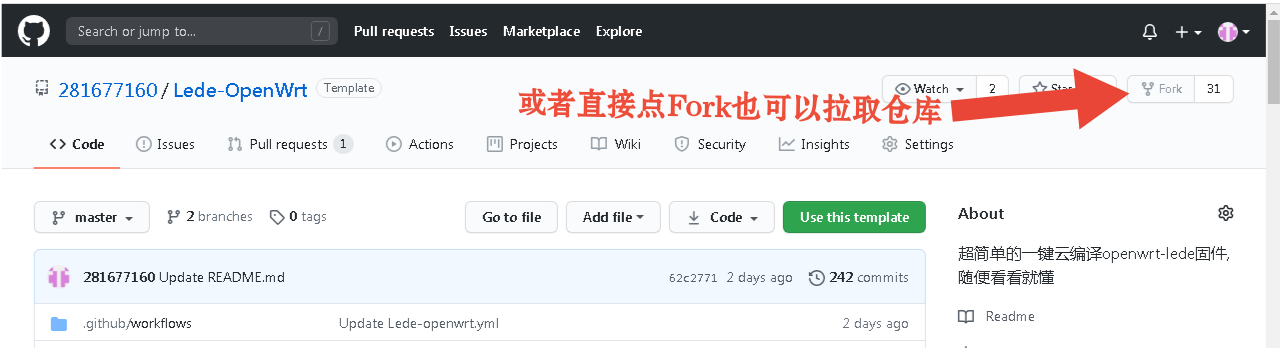 Search or jump to... /
Pull requests Issues Marketplace Explore
281677160 / Lede-OpenWrt Template
Watch 2
Star
Fork 31
或者直接点Fork也可以拉取仓库
Code Issues Pull requests 1 Actions Projects Wiki Security Insights Settings
master 2 branches 0 tags
Go to file Add file Code Use this template
About
281677160 Update README.md 62c2771 2 days ago 242 commits
超简单的一键云编译openwrt-lede固件,
随便看看就懂
.github/workflows Update Lede-openwrt.yml 2 days ago
Readme